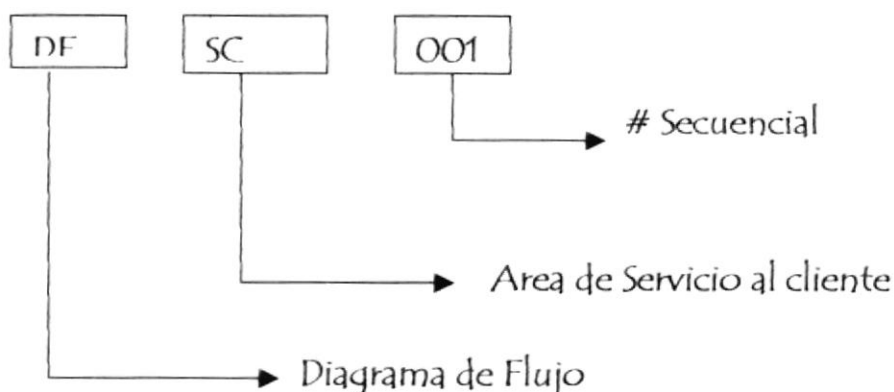 DF SC 001
# Secuencial
Area de Servicio al cliente
Diagrama de Flujo